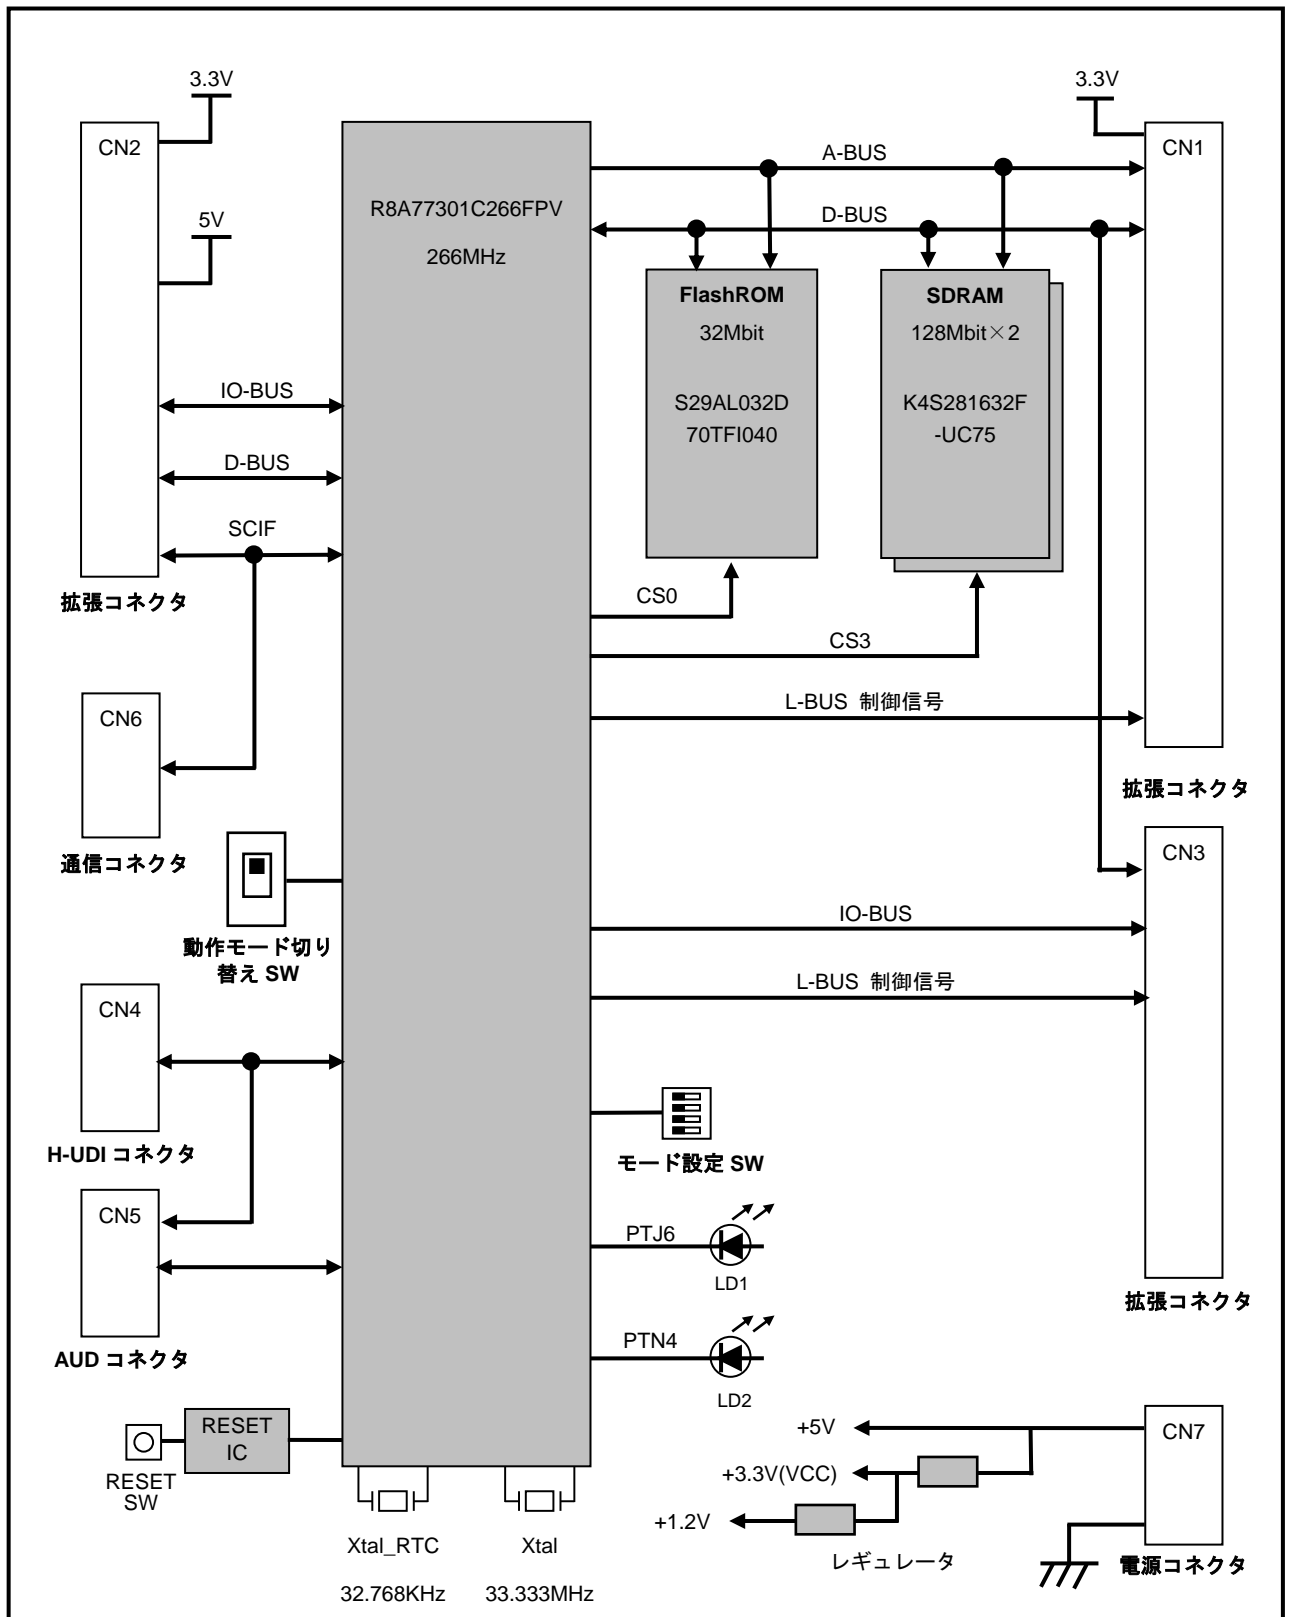 3.3V
3.3V
CN2
CN1
A-BUS
R8A77301C266FPV
266MHz
5V
D-BUS
FlashROM
32Mbit
S29AL032D
70TFI040
SDRAM
128Mbit×2
K4S281632F
-UC75
IO-BUS
D-BUS
SCIF
拡張コネクタ
CS0
CS3
L-BUS 制御信号
CN6
拡張コネクタ
通信コネクタ
CN3
動作モード切り
替え SW
IO-BUS
L-BUS 制御信号
CN4
H-UDI コネクタ
モード設定 SW
CN5
PTJ6
LD1
拡張コネクタ
AUD コネクタ
PTN4
LD2
RESET
IC
RESET
SW
+5V
CN7
+3.3V(VCC)
+1.2V
レギュレータ
電源コネクタ
Xtal_RTC
32.768KHz
Xtal
33.333MHz